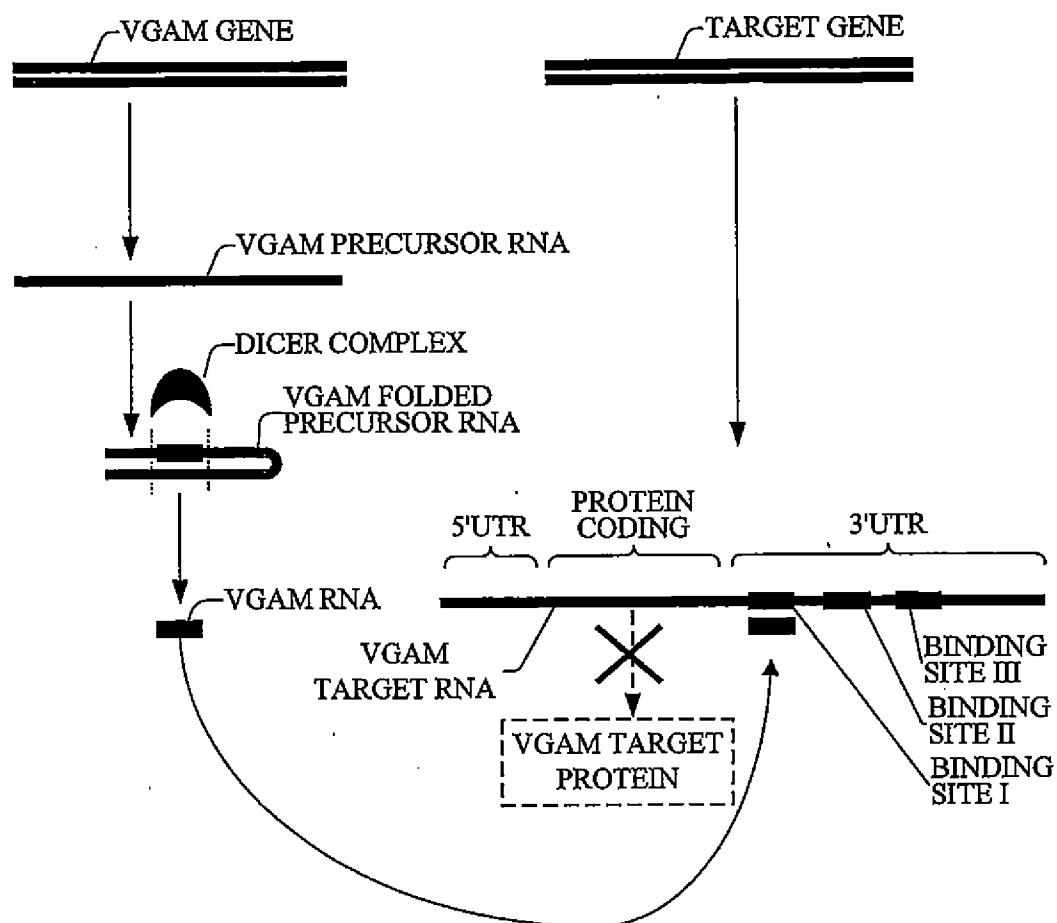 VGAM GENE
TARGET GENE
VGAM PRECURSOR RNA
DICER COMPLEX
VGAM FOLDED
PRECURSOR RNA
VGAM RNA
5'UTR
PROTEIN
CODING
3'UTR
VGAM
TARGET RNA
BINDING
SITE III
BINDING
SITE II
BINDING
SITE I
VGAM TARGET
PROTEIN